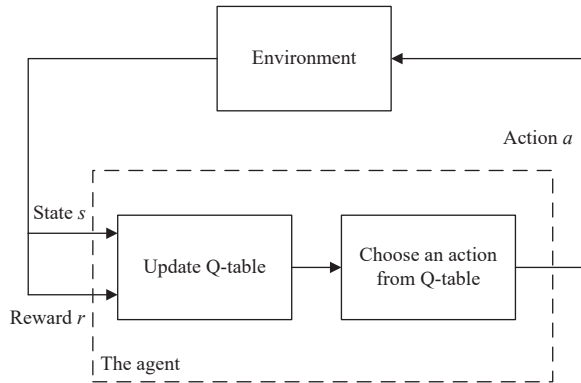 Environment
Action a
State s
Update Q-table
Choose an action
from Q-table
Reward r
The agent